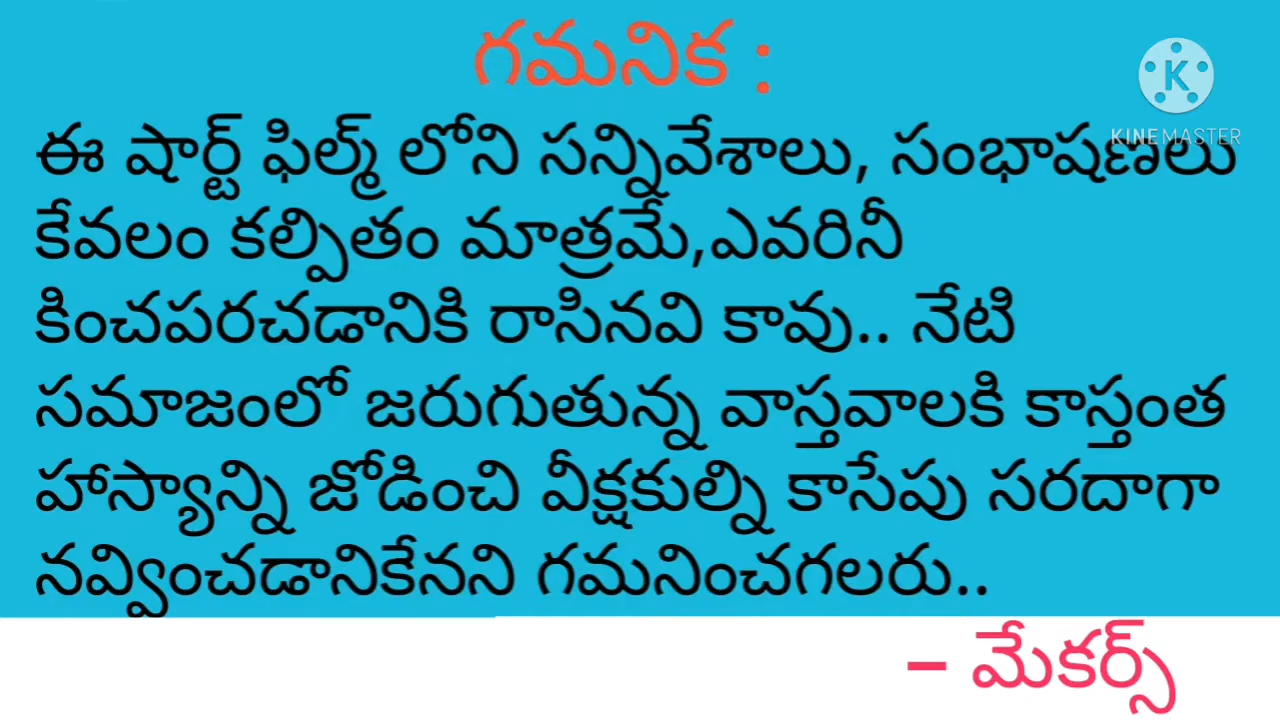 గమనిక :
ఈ షార్ట్ ఫిల్మ్ లోని సన్నివేశాలు, సంభాషణలు
KINEMASTER
కేవలం కల్పితం మాత్రమే,ఎవరినీ
కించపరచడానికి రాసినవి కావు.. నేటి
సమాజంలో జరుగుతున్న వాస్తవాలకి కాస్తంత
హాస్యాన్ని జోడించి వీక్షకుల్ని కాసేపు సరదాగా
నవ్వించడానికేనని గమనించగలరు..
– మేకర్స్